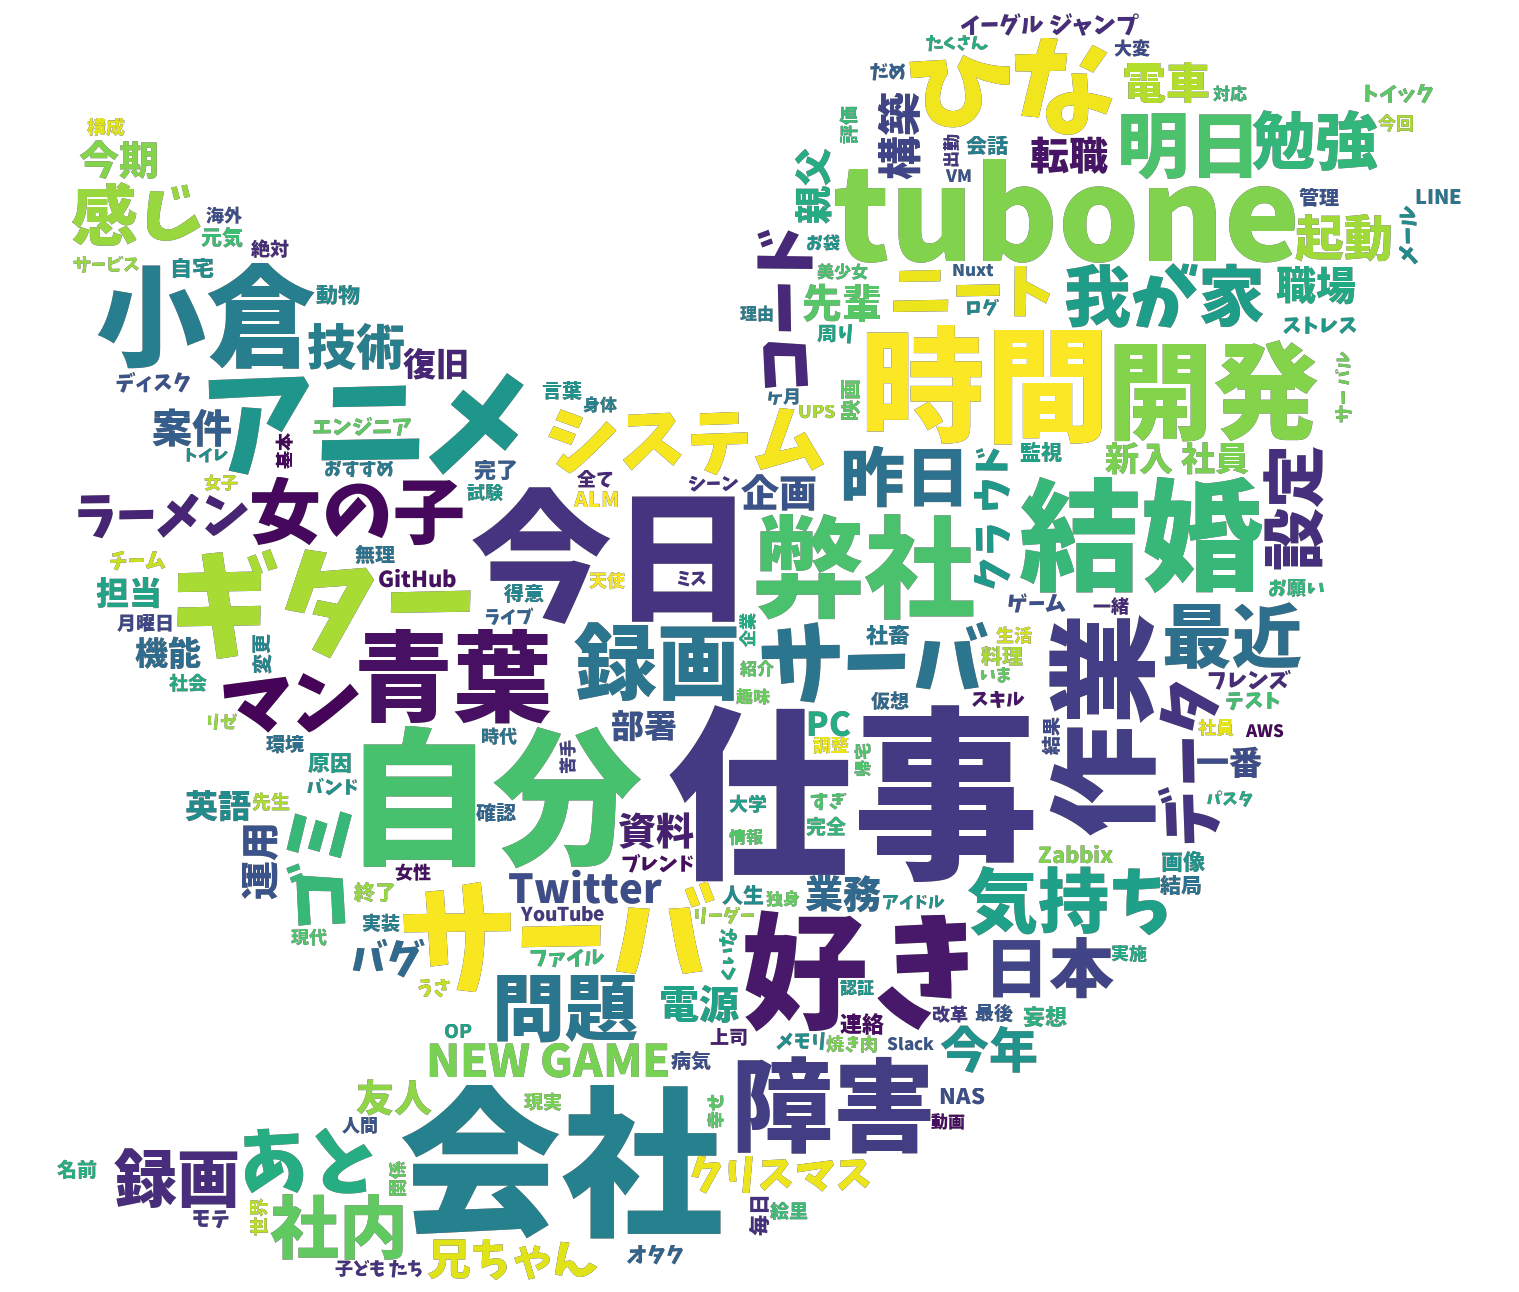 イーグル ジャンプ
たくさん
大変
だめ
ひな
電車
対応
トイック
構成
評価
構築
出勤
会話
転職
明日
勉強
今回
今期
VM
親父
tubone
管理
LINE
感じ
海外
元気
絶対
お袋
起動
メール
サービス
自宅
コード
美少女
Nuxt
小倉
動物
理由
先輩
ニート
ログ
我が家
職場
技術
復旧
周り
ストレス
ディスク
アニメ
言葉
身体
ヶ月
UPS
映画
時間
開発
サーバル
案件
エンジニア
システム
トイレ
基本
おすすめ
完了
全て
シーン
昨日
クラウド
監視
新入 社員
設定
女子
試験
ALM
企画
ラーメン
女の子
今日
弊社
結婚
チーム
無理
GitHub
天使
ミス
お願い
担当
ギター
得意
ライブ
ゲーム
一緒
月曜日
企業
社畜
生活
作業
最近
機能
変更
青葉
録画
サーバ
料理
社会
マン
紹介
いま
フレンズ
リゼ
趣味
仮想
スキル
データ
テスト
環境
時代
部署
PC
結果
社員
AWS
自分
苦手
仕事
調整
帰宅
一番
原因
バンド
英語
先生
確認
大学
すぎ
パスタ
運用
ミカ
資料
情報
完全
ブレンド
Zabbix
画像
女性
終了
Twitter
人生
独身
業務
アイドル
気持ち
結局
実装
サーバ
YouTube
リーダー
好き
現代
バグ
ファイル
ないく
日本
実施
うさ
問題
電源
認証
OP
上司
連絡
改革
最後
妄想
NEW GAME
病気
メモリ
焼き肉
Slack
今年
友人
現実
幸せ
障害
NAS
人間
動画
名前
録画
あと
関係
会社
クリスマス
モテ
世界
社内
毎日
絵里
子ども たち
兄ちゃん
オタク